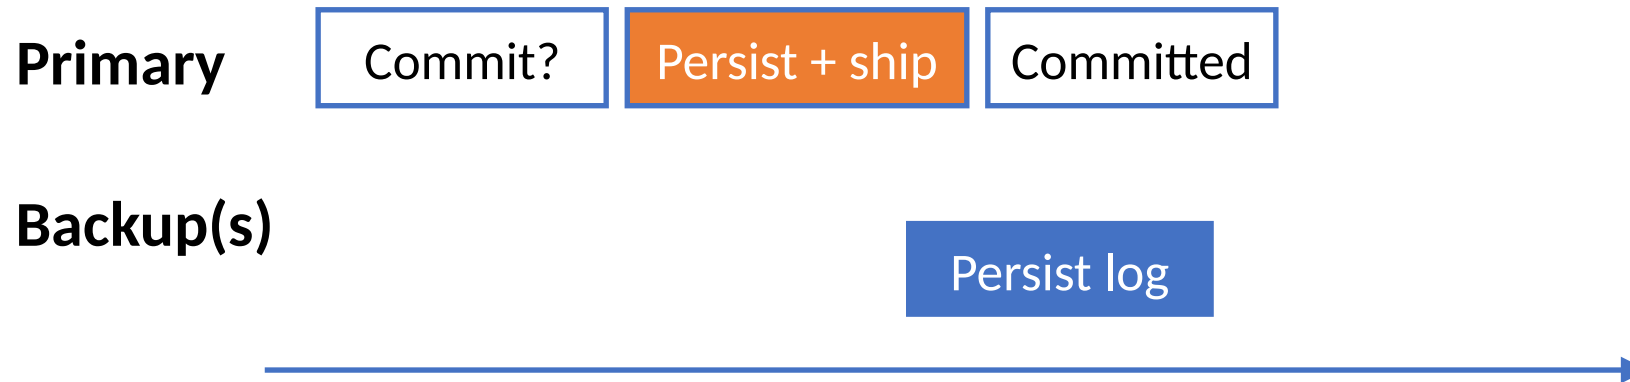 Primary
Commit?
Persist + ship
Committed
Backup(s)
Persist log